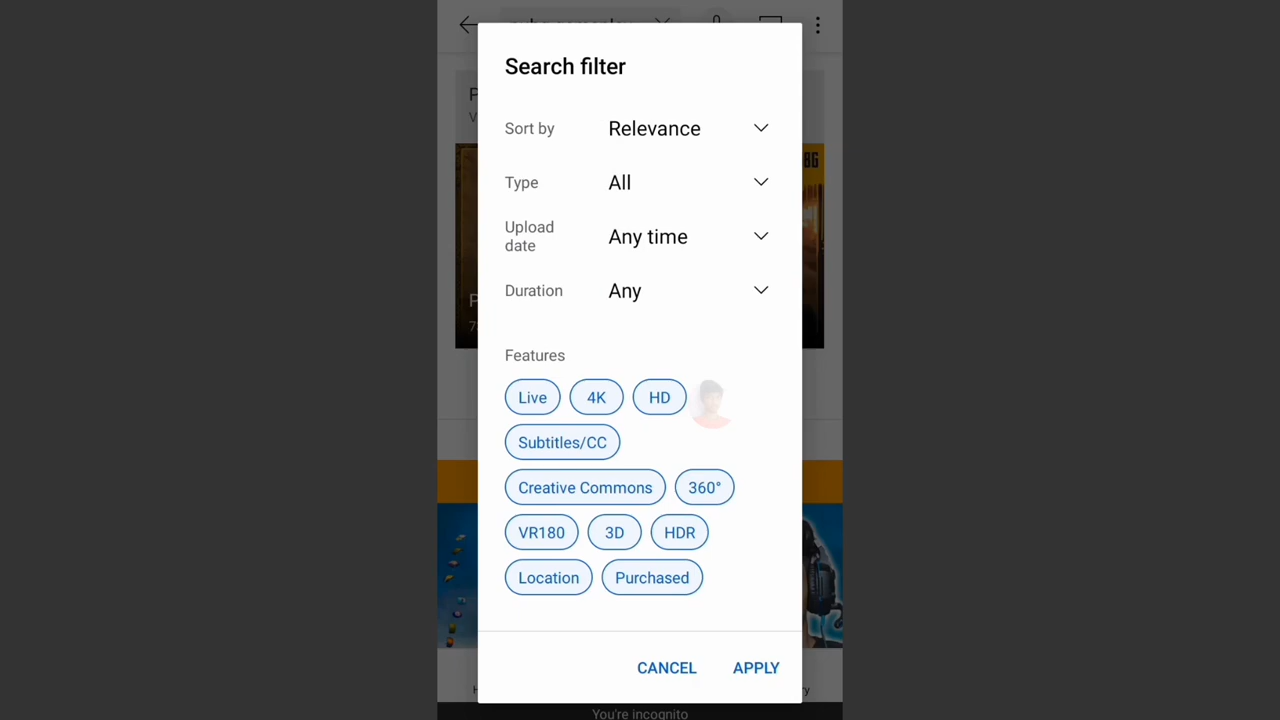 Search filter
Sort by Relevance
Type All
Upload date Any time
Duration Any
Features
Live 4K HD
Subtitles/CC
Creative Commons 360°
VR180 3D HDR
Location Purchased
CANCEL APPLY
You're incognito